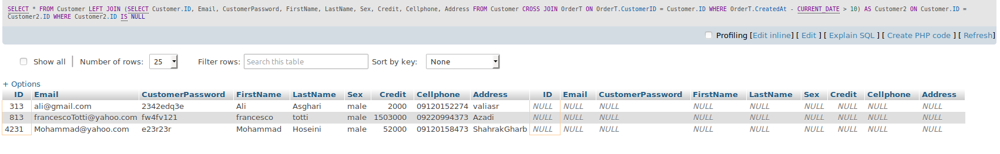 SELECT * FROM Customer LEFT JOIN (SELECT Customer.ID, Email, CustomerPassword, FirstName, LastName, Sex, Credit, Cellphone, Address FROM Customer CROSS JOIN OrderT ON OrderT.CustomerID = Customer.ID WHERE OrderT.CreatedAt - CURRENT_DATE > 10) AS Customer2 ON Customer.ID =
Customer2.ID WHERE Customer2.ID IS NULL
Profiling [Edit inline] [ Edit ] [ Explain SQL ] [ Create PHP code ] [ Refresh]
Show all | Number of rows: 25 Filter rows: Search this table Sort by key: None
+ Options
ID Email CustomerPassword FirstName LastName Sex Credit Cellphone Address ID Email CustomerPassword FirstName LastName Sex Credit Cellphone Address
313 ali@gmail.com 2342edq3e Ali Asghari male 2000 09120152274 valiasr NULL NULL NULL NULL NULL NULL NULL NULL NULL
813 francescoTotti@yahoo.com fw4fv121 francesco totti male 1503000 09220994373 Azadi NULL NULL NULL NULL NULL NULL NULL NULL NULL
4231 Mohammad@yahoo.com e23r23r Mohammad Hoseini male 52000 09120158473 ShahrakGharb NULL NULL NULL NULL NULL NULL NULL NULL NULL